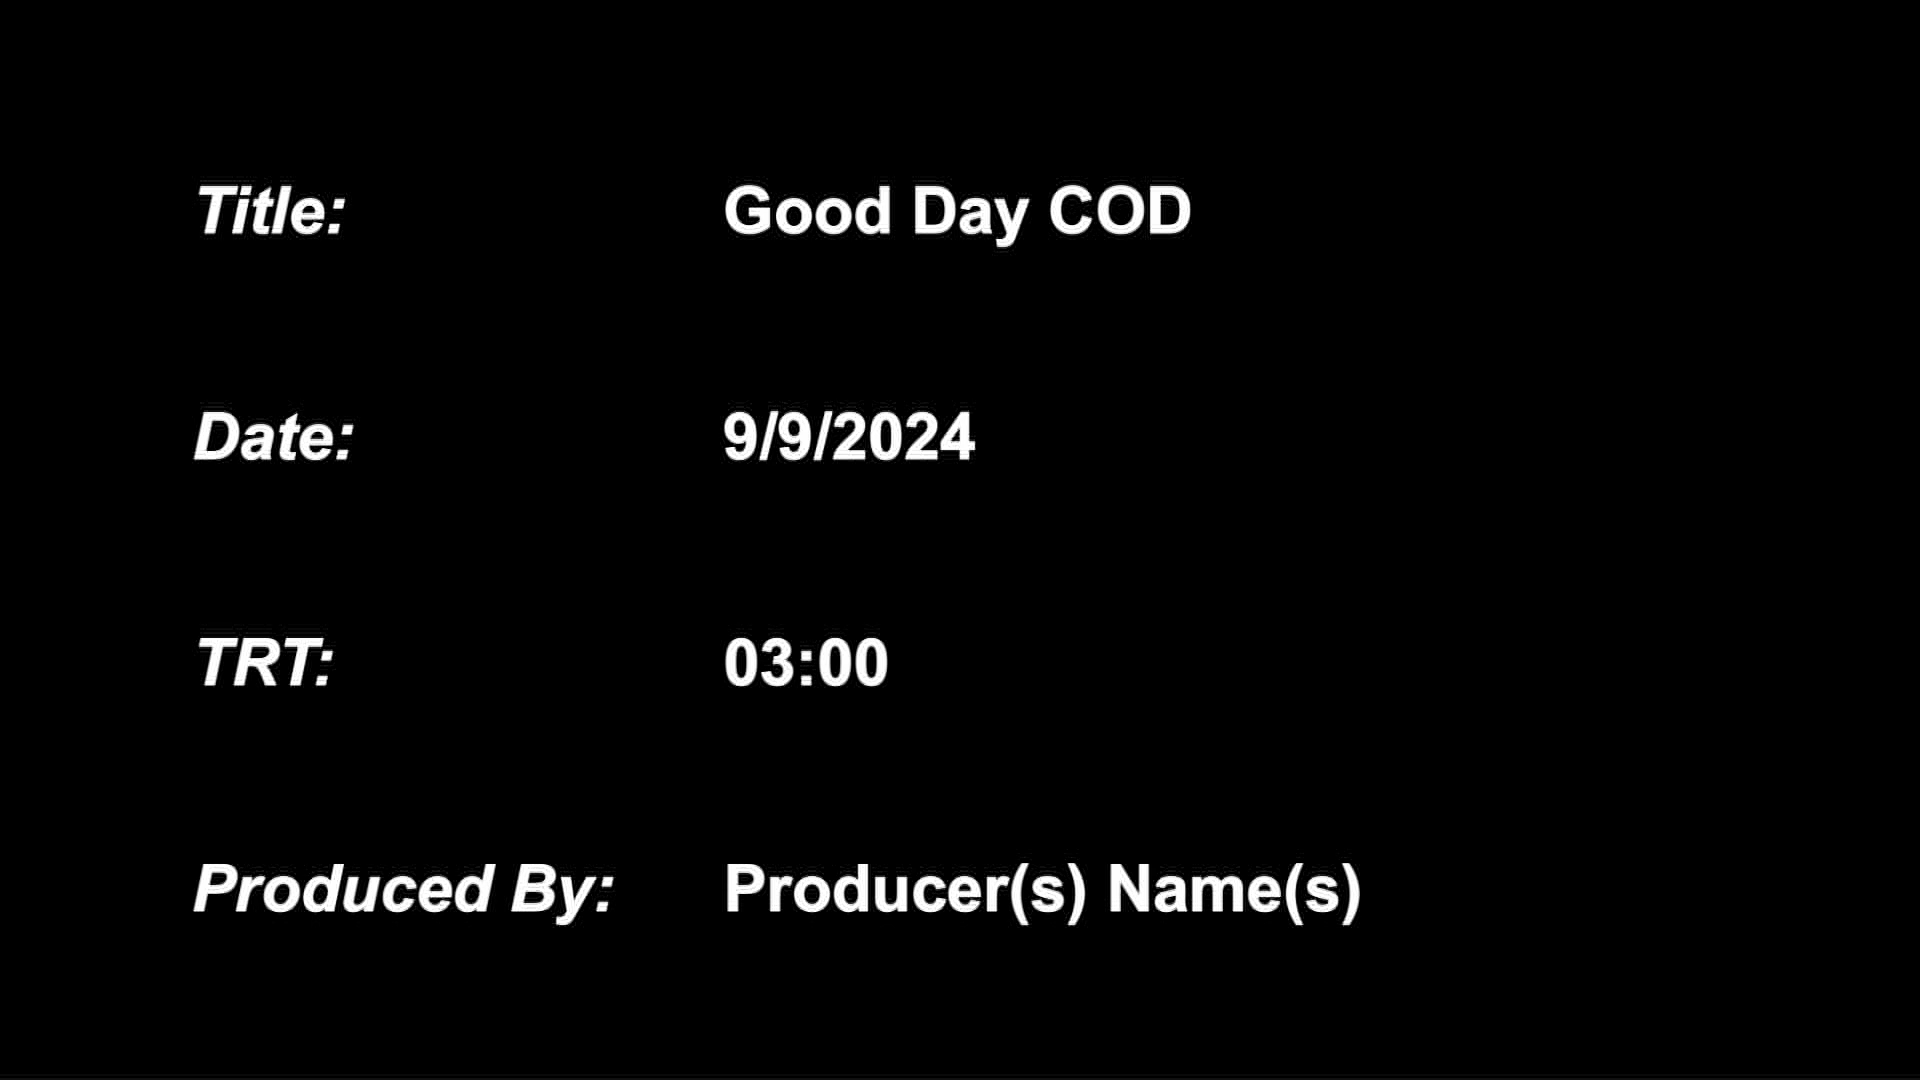 Title: Good Day COD
Date: 9/9/2024
TRT: 03:00
Produced By: Producer(s) Name(s)